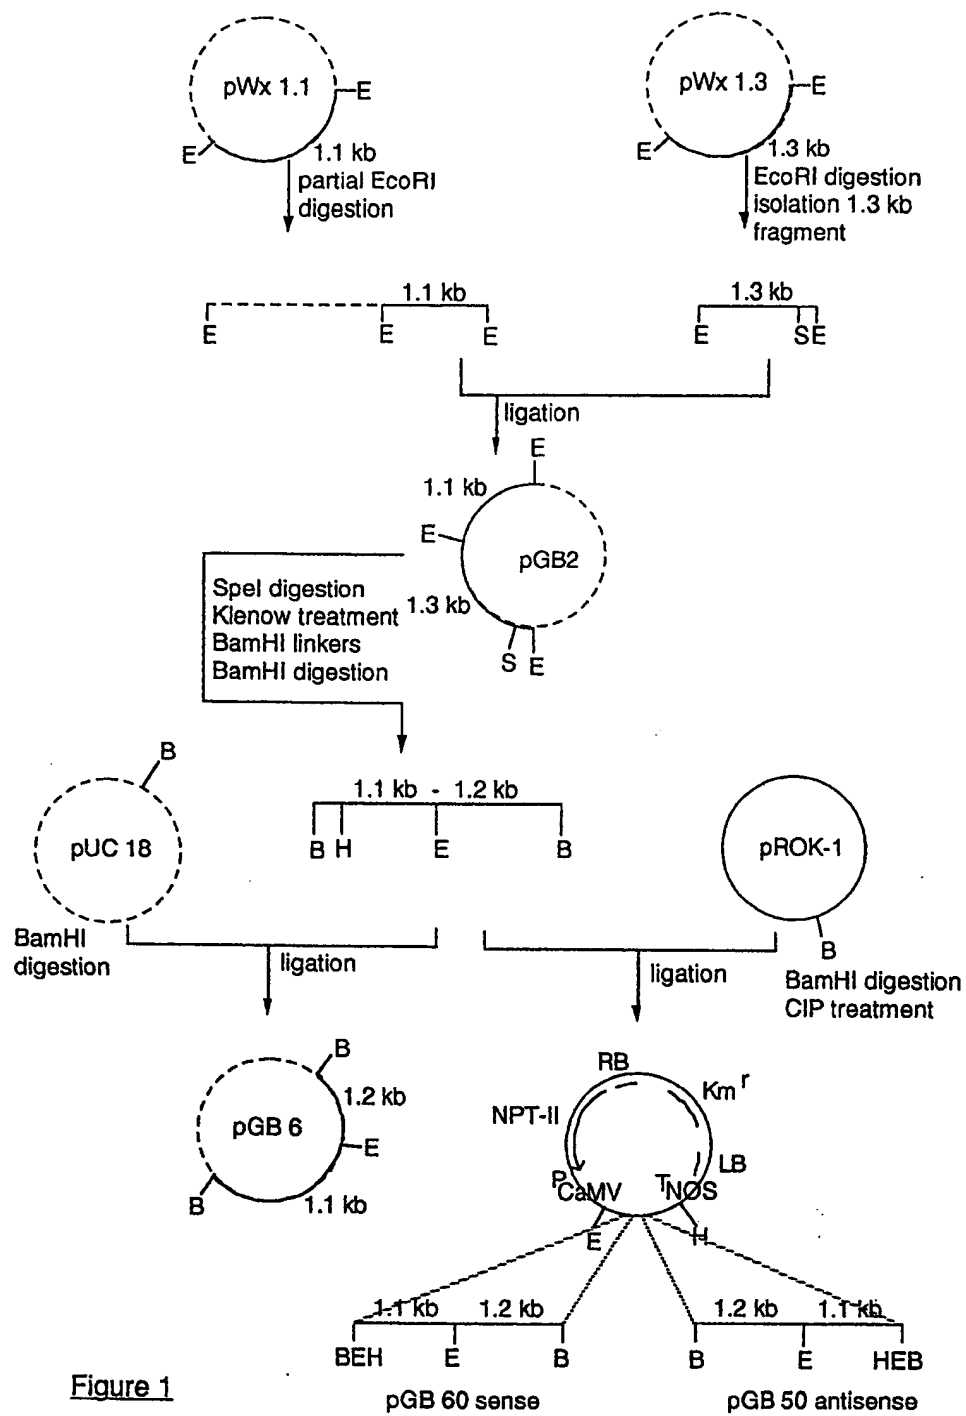 pWx 1.1
E
E
1.1 kb
partial EcoRI
digestion
pWx 1.3
E
E
1.3 kb
EcoRI digestion
isolation 1.3 kb
fragment
1.1 kb
E
E
E
1.3 kb
E
SE
ligation
E
1.1 kb
E
pGB2
1.3 kb
S
E
SpeI digestion
Klenow treatment
BamHI linkers
BamHI digestion
B
pUC 18
BamHI
digestion
1.1 kb - 1.2 kb
B H
E
B
pROK-1
B
BamHI digestion
CIP treatment
ligation
ligation
B
1.2 kb
pGB 6
E
B
1.1 kb
RB
Km r
NPT-II
LB
PCaMV
TNOS
E
H
1.1 kb
1.2 kb
BEH
E
B
pGB 60 sense
1.2 kb
1.1 kb
B
E
HEB
pGB 50 antisense
Figure 1